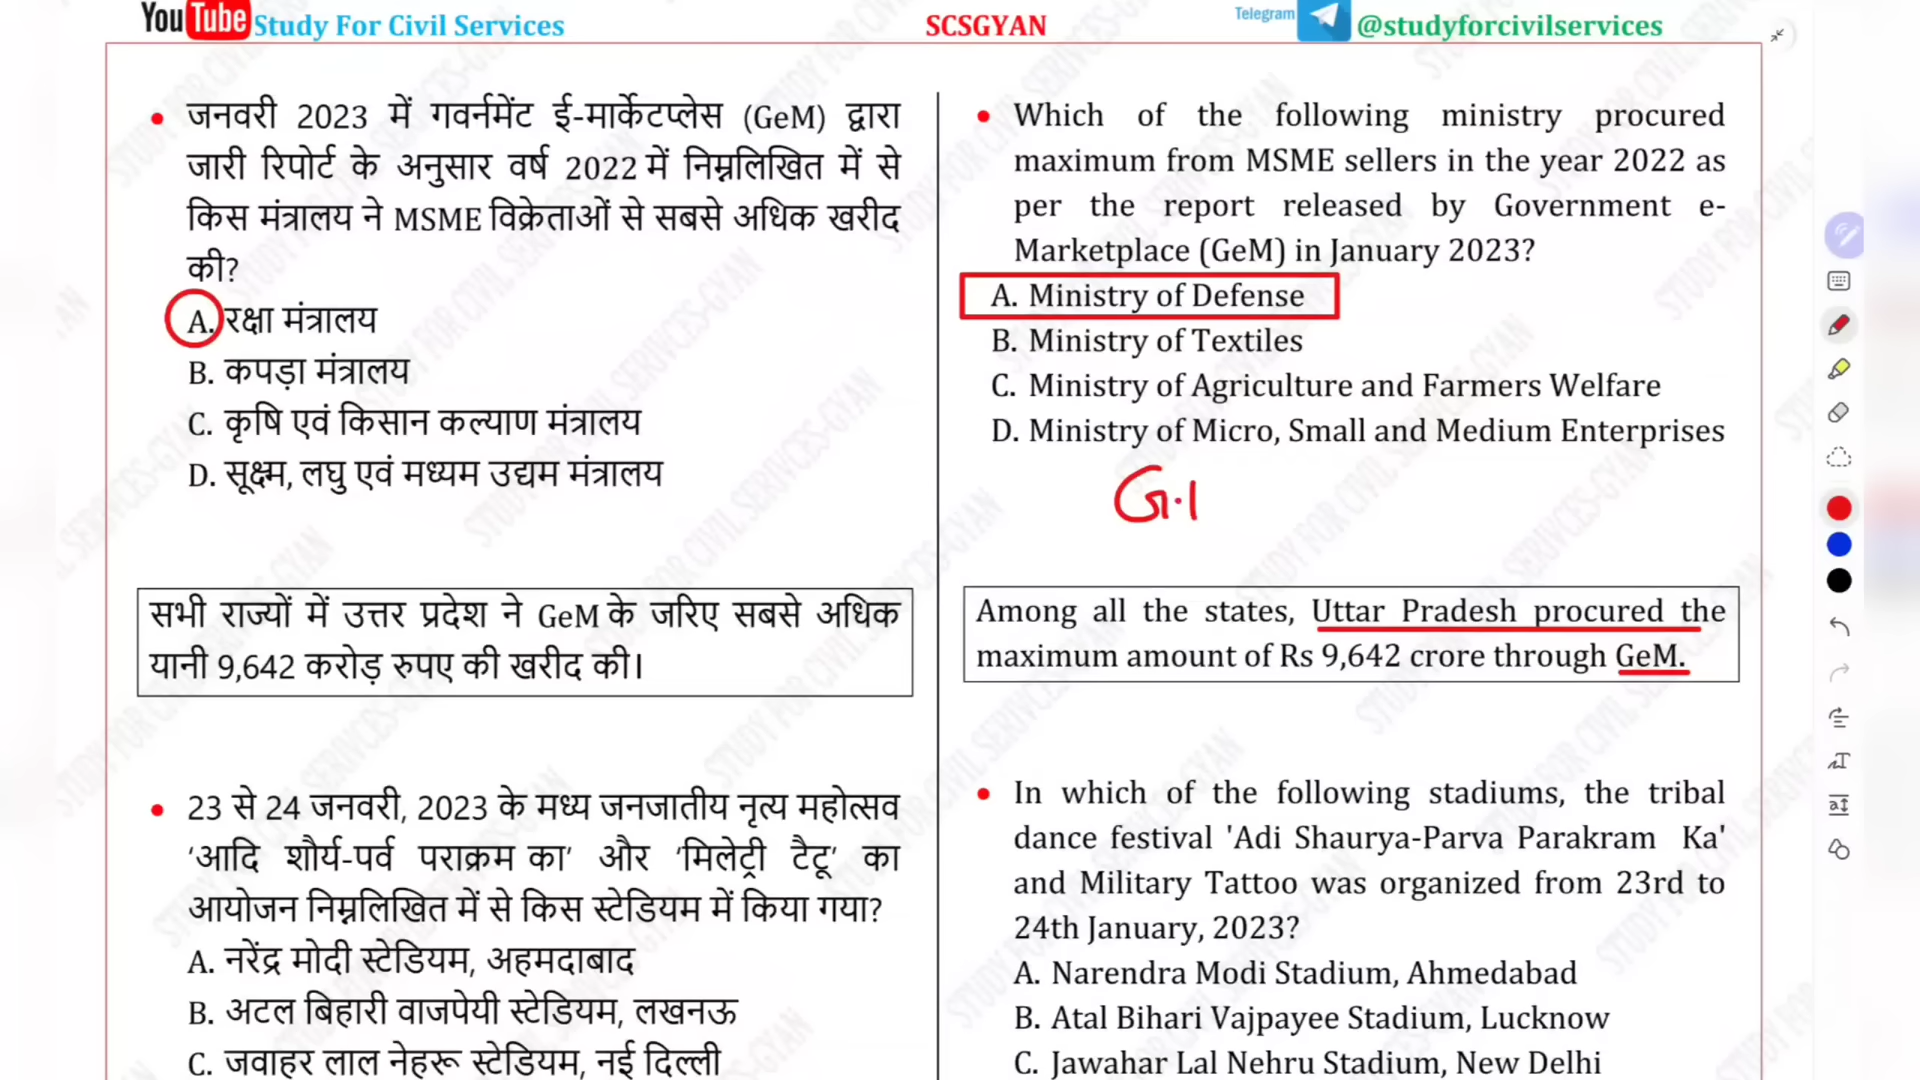 YouTube Study For Civil Services
SCSGYAN
Telegram @studyforcivilservices
• जनवरी 2023 में गवर्नमेंट ई-मार्केटप्लेस (GeM) द्वारा
जारी रिपोर्ट के अनुसार वर्ष 2022 में निम्नलिखित में से
किस मंत्रालय ने MSME विक्रेताओं से सबसे अधिक खरीद
की?
A. रक्षा मंत्रालय
B. कपड़ा मंत्रालय
C. कृषि एवं किसान कल्याण मंत्रालय
D. सूक्ष्म, लघु एवं मध्यम उद्यम मंत्रालय
सभी राज्यों में उत्तर प्रदेश ने GeM के जरिए सबसे अधिक
यानी 9,642 करोड़ रुपए की खरीद की।
• 23 से 24 जनवरी, 2023 के मध्य जनजातीय नृत्य महोत्सव
‘आदि शौर्य-पर्व पराक्रम का’ और ‘मिलेट्री टैटू’ का
आयोजन निम्नलिखित में से किस स्टेडियम में किया गया?
A. नरेंद्र मोदी स्टेडियम, अहमदाबाद
B. अटल बिहारी वाजपेयी स्टेडियम, लखनऊ
C. जवाहर लाल नेहरू स्टेडियम, नई दिल्ली
• Which of the following ministry procured
maximum from MSME sellers in the year 2022 as
per the report released by Government e-
Marketplace (GeM) in January 2023?
A. Ministry of Defense
B. Ministry of Textiles
C. Ministry of Agriculture and Farmers Welfare
D. Ministry of Micro, Small and Medium Enterprises
G.I
Among all the states, Uttar Pradesh procured the
maximum amount of Rs 9,642 crore through GeM.
• In which of the following stadiums, the tribal
dance festival 'Adi Shaurya-Parva Parakram Ka'
and Military Tattoo was organized from 23rd to
24th January, 2023?
A. Narendra Modi Stadium, Ahmedabad
B. Atal Bihari Vajpayee Stadium, Lucknow
C. Jawahar Lal Nehru Stadium, New Delhi
STUDY FOR CIVIL SERIVCES-GYAN